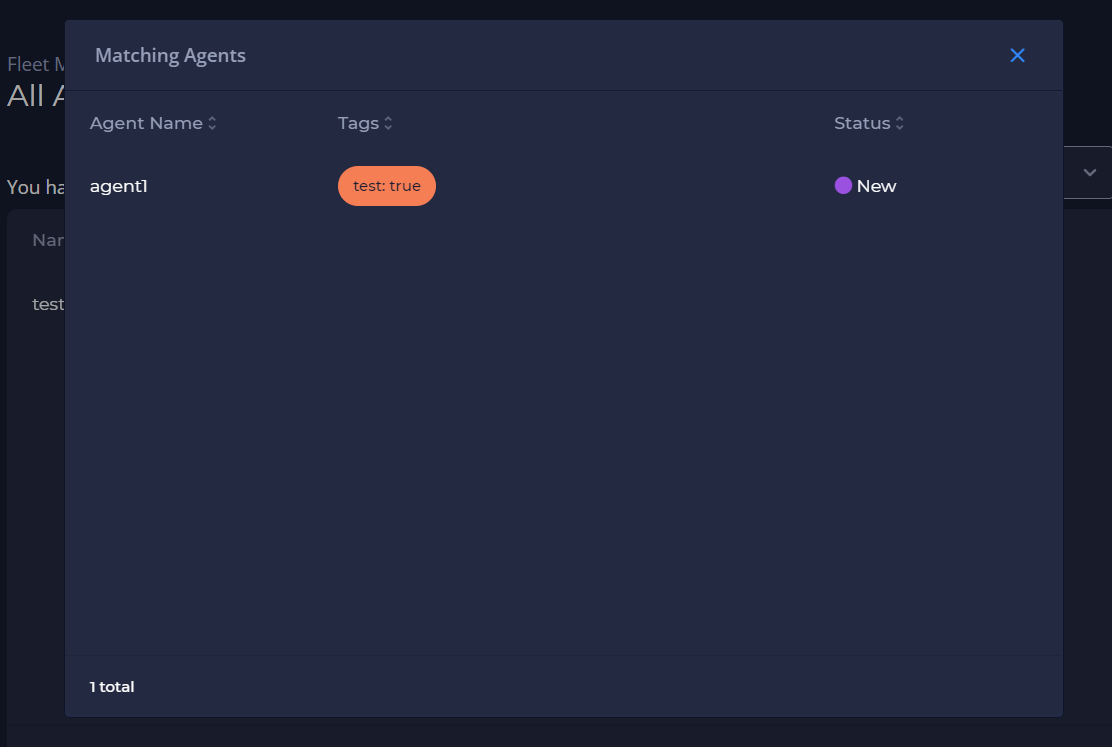 Matching Agents
Fleet M
All A
Agent Name Tags Status
You ha
agent1 test: true New
Nar
test
1 total